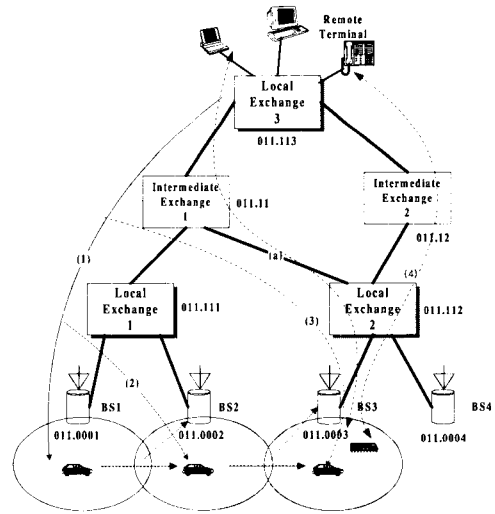 Remote
Terminal
Local
Exchange
3
011.113
Intermediate
Exchange
1
011.11
Intermediate
Exchange
2
011.12
(a)
(1)
(4)
Local
Exchange
1
011.111
Local
Exchange
2
011.112
(3)
(2)
BS1
BS2
BS3
BS4
011.0001
011.0002
011.0003
011.0004